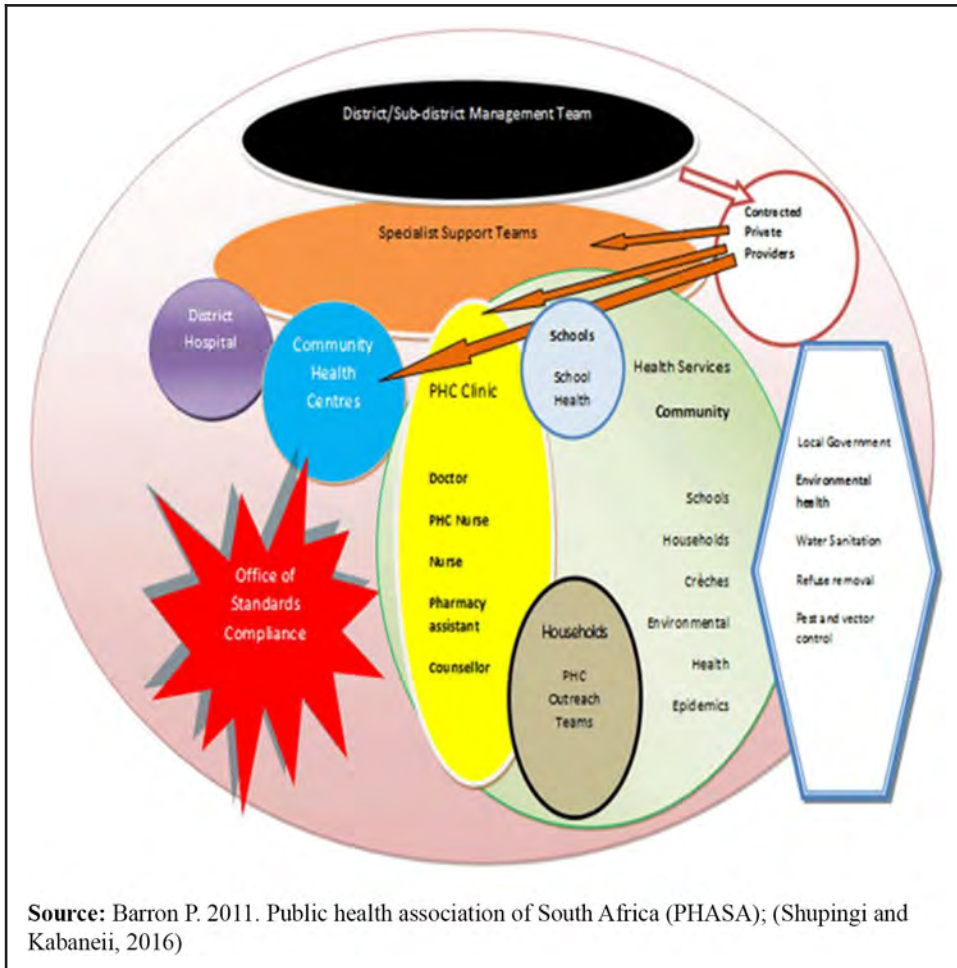 District/Sub-district Management Team
Specialist Support Teams
Contracted
Private
Providers
District
Hospital
Community
Health
Centres
PHC Clinic
Doctor
PHC Nurse
Nurse
Pharmacy
assistant
Counsellor
Schools
School
Health
Health Services
Community
Schools
Households
Crèches
Environmental
Health
Epidemics
Households
PHC
Outreach
Teams
Local Government
Environmental
health
Water Sanitation
Refuse removal
Pest and vector
control
Office of
Standards
Compliance
Source: Barron P. 2011. Public health association of South Africa (PHASA); (Shupingi and
Kabaneii, 2016)